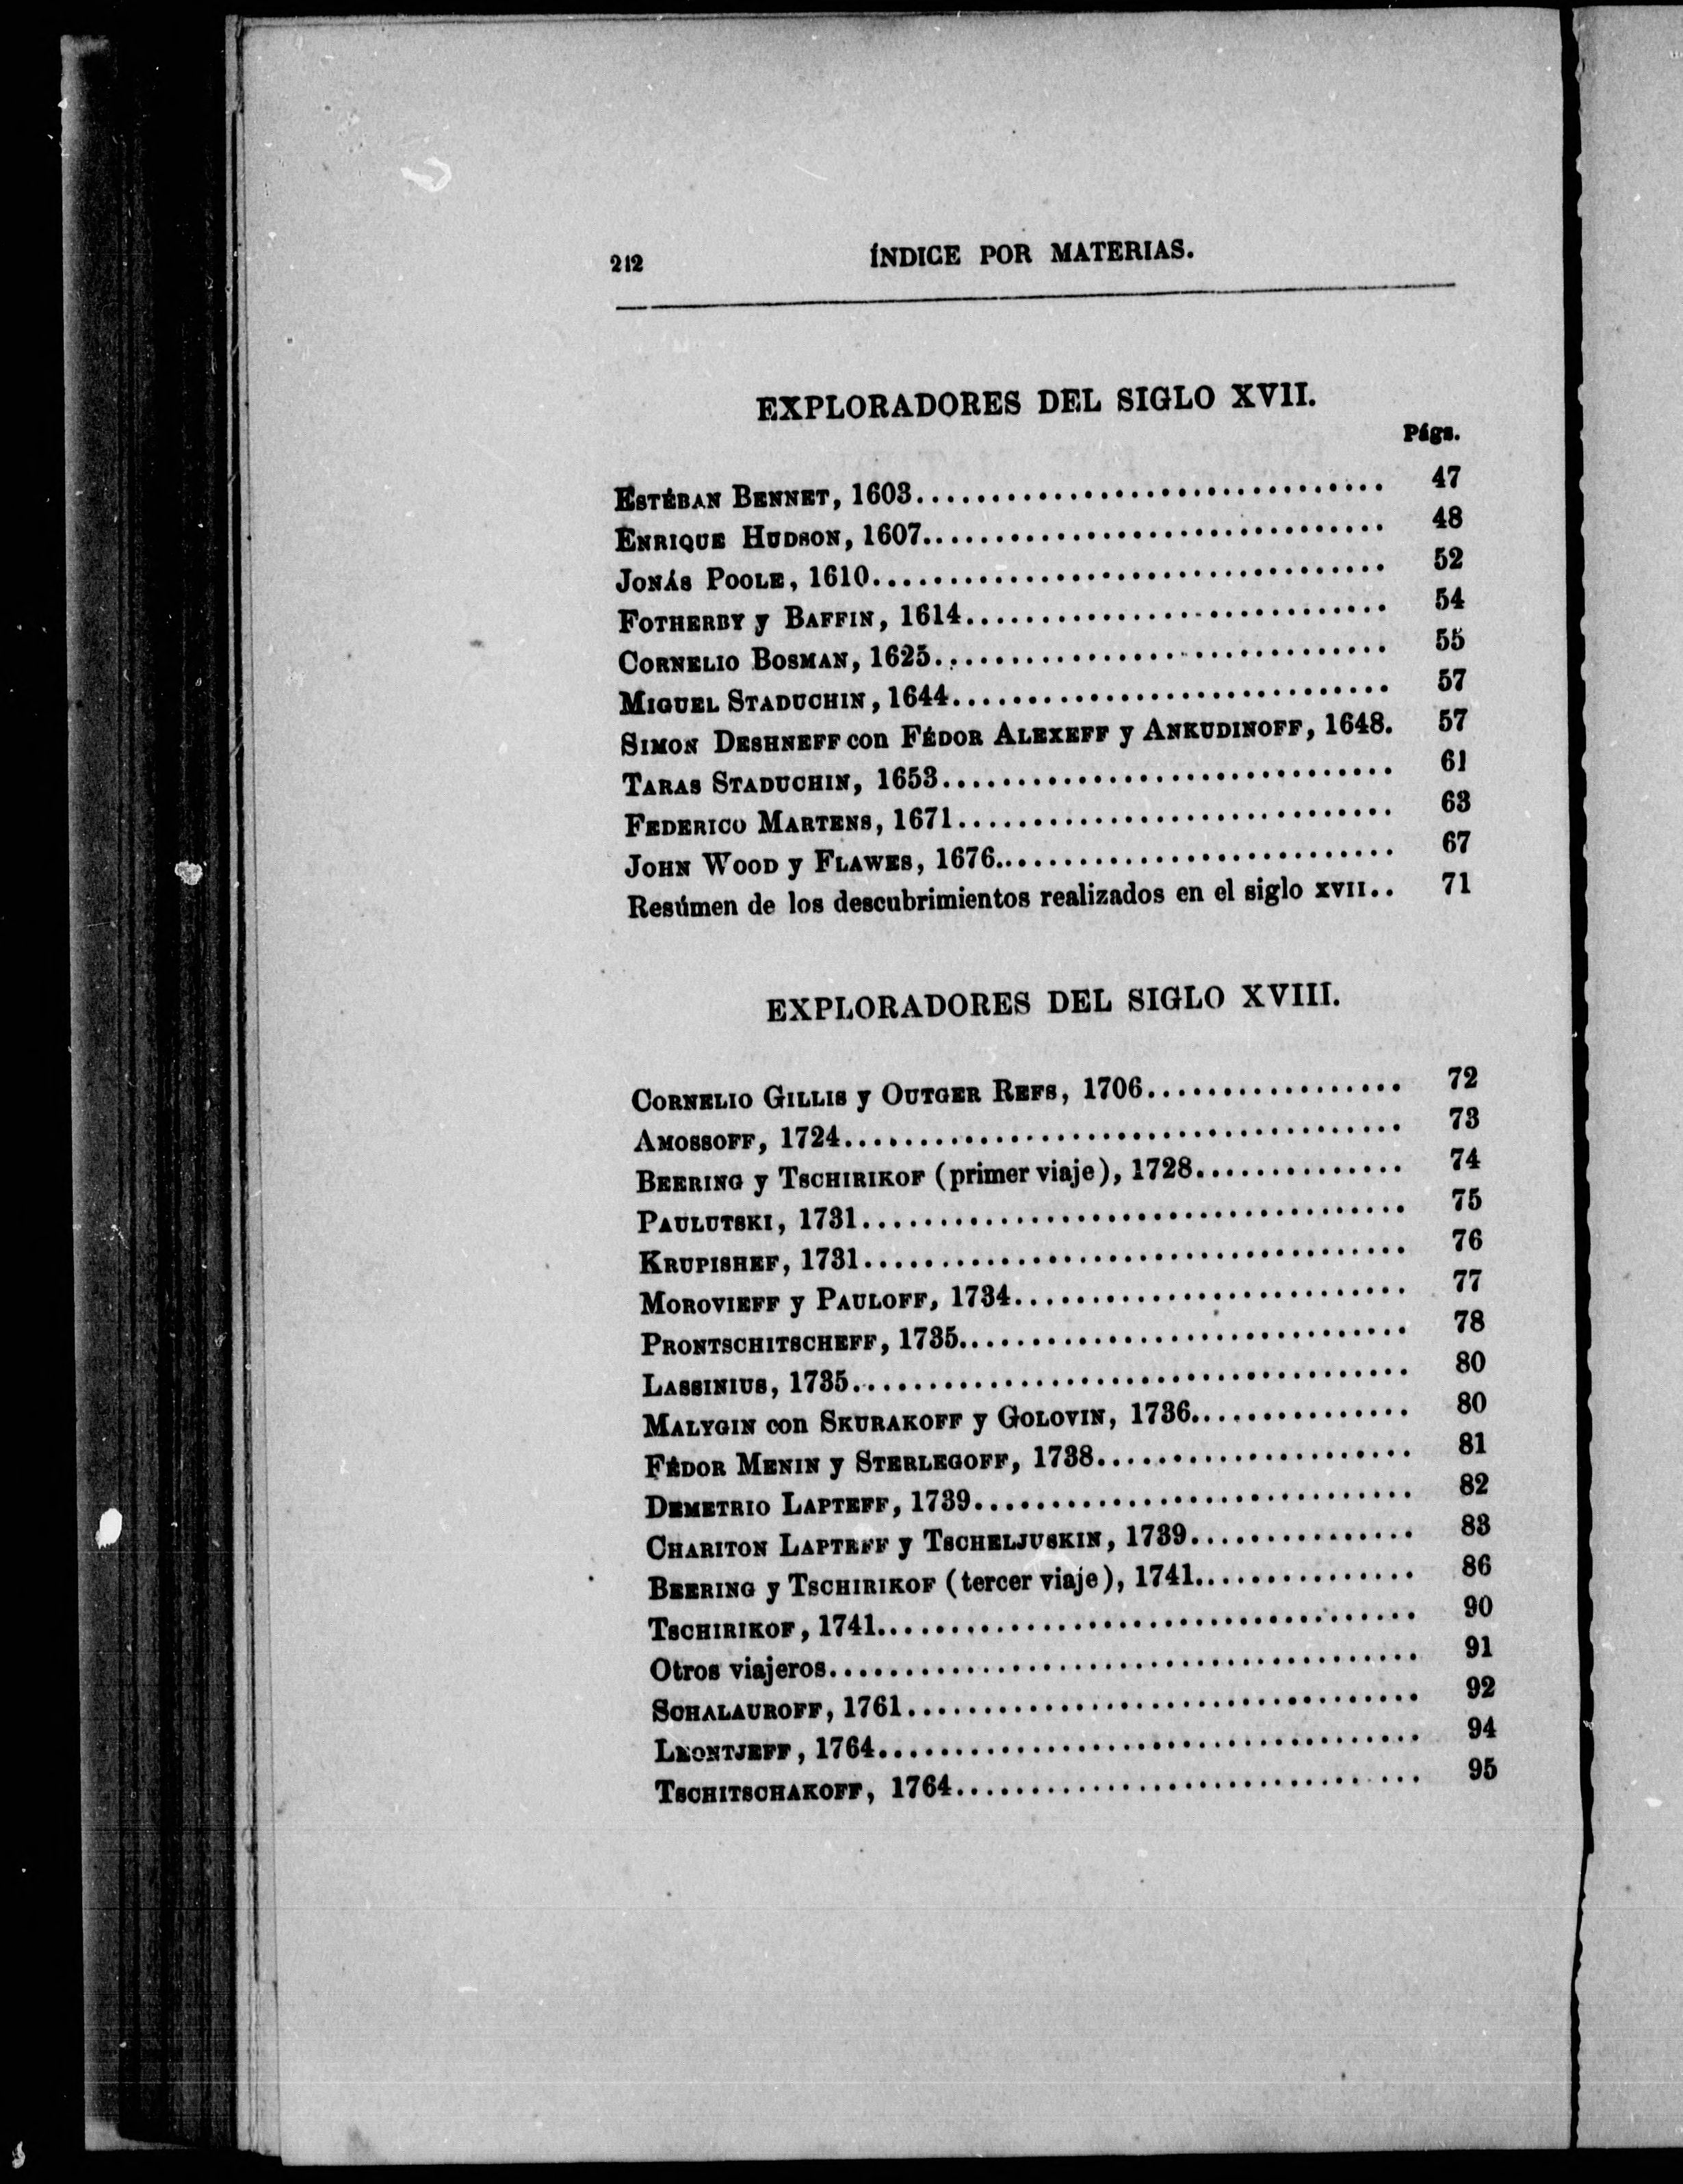 212 ÍNDICE POR MATERIAS.
EXPLORADORES DEL SIGLO XVII.
Págs.
ESTÉBAN BENNET, 1603................................ 47
ENRIQUE HUDSON, 1607................................ 48
JONÁS POOLE, 1610................................... 52
FOTHERBY y BAFFIN, 1614............................. 54
CORNELIO BOSMAN, 1625............................... 55
MIGUEL STADUCHIN, 1644.............................. 57
SIMON DESHNEFF con FÉDOR ALEXEFF y ANKUDINOFF, 1648. 57
TARAS STADUCHIN, 1653............................... 61
FEDERICO MARTENS, 1671.............................. 63
JOHN WOOD y FLAWES, 1676............................ 67
Resúmen de los descubrimientos realizados en el siglo XVII.. 71
EXPLORADORES DEL SIGLO XVIII.
CORNELIO GILLIS y OUTGER REFS, 1706................. 72
AMOSSOFF, 1724...................................... 73
BEERING y TSCHIRIKOF (primer viaje), 1728.............. 74
PAULUTSKI, 1731..................................... 75
KRUPISHEF, 1731..................................... 76
MOROVIEFF y PAULOFF, 1734........................... 77
PRONTSCHITSCHEFF, 1735.............................. 78
LASSINIUS, 1735..................................... 80
MALYGIN con SKURAKOFF y GOLOVIN, 1736............... 80
FÉDOR MENIN y STERLEGOFF, 1738..................... 81
DEMETRIO LAPTEFF, 1739.............................. 82
CHARITON LAPTEFF y TSCHELJUSKIN, 1739............... 83
BEERING y TSCHIRIKOF (tercer viaje), 1741............... 86
TSCHIRIKOF, 1741.................................... 90
Otros viajeros....................................... 91
SCHALAUROFF, 1761................................... 92
LEONTJEFF, 1764..................................... 94
TSCHITSCHAKOFF, 1764................................ 95